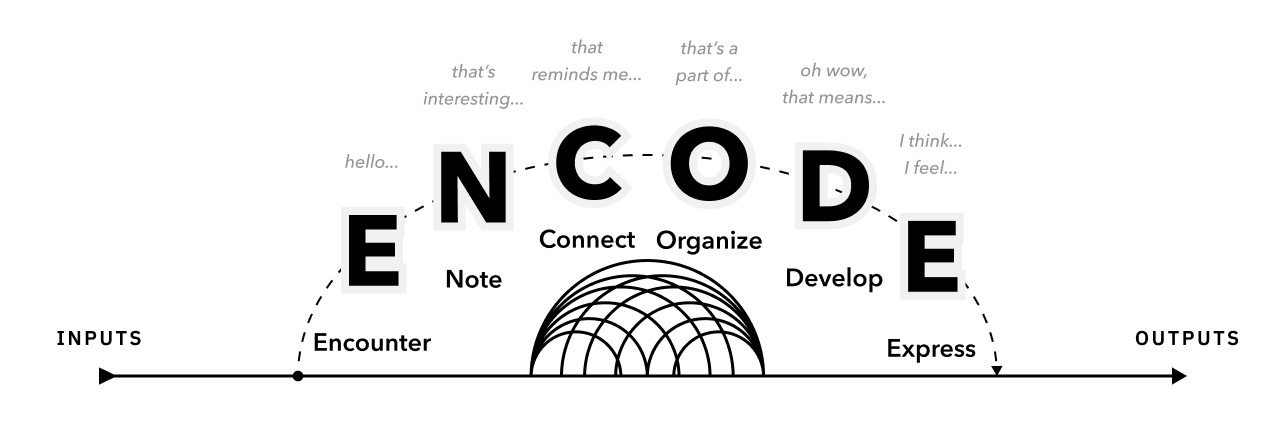 that
reminds me...
that's a
part of...
that's
interesting...
oh wow,
that means...
hello...
I think...
I feel...
ENCODE
Connect
Organize
Note
Develop
Encounter
Express
INPUTS
OUTPUTS